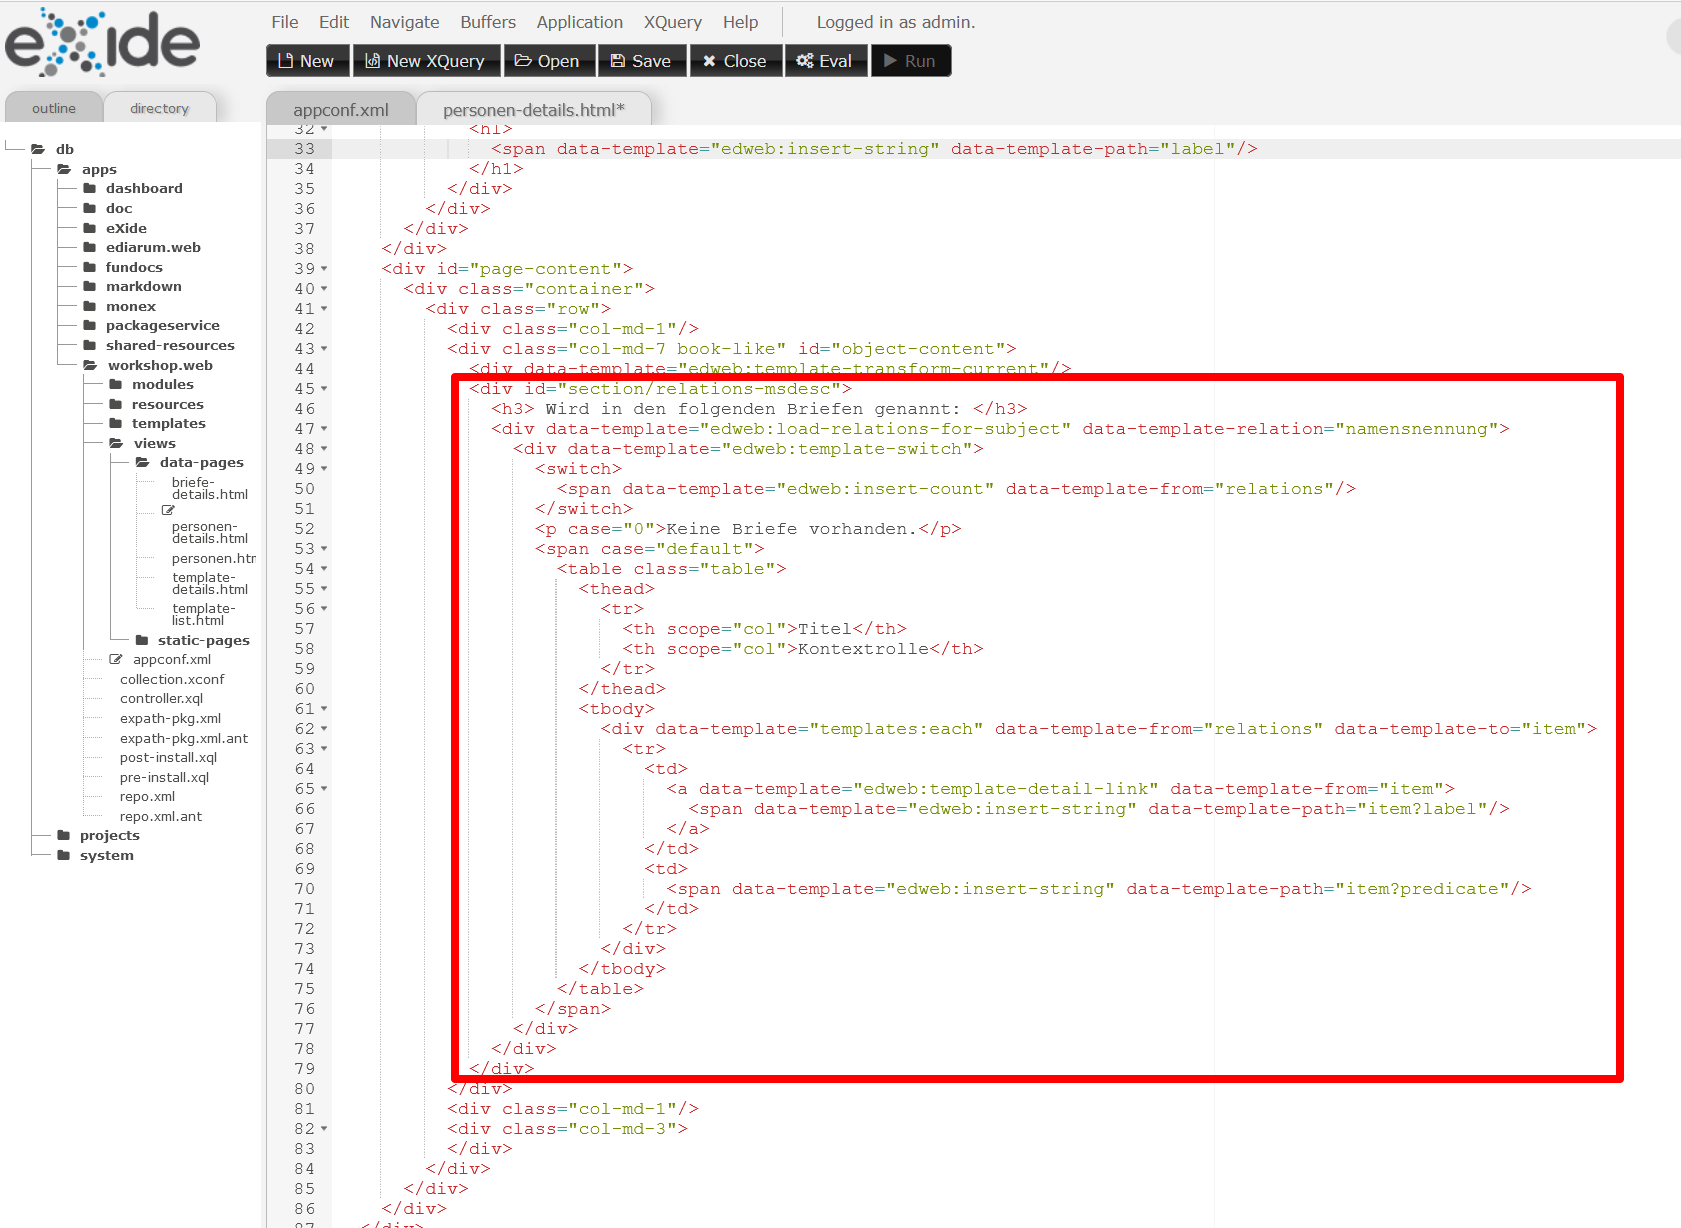 eXide
File Edit Navigate Buffers Application XQuery Help Logged in as admin.
New New XQuery Open Save Close Eval Run
outline directory
appconf.xml personen-details.html*
db
apps
dashboard
doc
eXide
ediarum.web
fundocs
markdown
monex
packageservice
shared-resources
workshop.web
modules
resources
templates
views
data-pages
briefe-
details.html
personen-
details.html
personen.htm
template-
details.html
template-
list.html
static-pages
appconf.xml
collection.xconf
controller.xql
expath-pkg.xml
expath-pkg.xml.ant
post-install.xql
pre-install.xql
repo.xml
repo.xml.ant
projects
system
32 <h1>
33 <span data-template="edweb:insert-string" data-template-path="label"/>
34 </h1>
35 </div>
36 </div>
37 </div>
38 </div>
39 <div id="page-content">
40 <div class="container">
41 <div class="row">
42 <div class="col-md-1"/>
43 <div class="col-md-7 book-like" id="object-content">
44 <div data-template="edweb:template-transform-current"/>
45 <div id="section/relations-msdesc">
46 <h3> Wird in den folgenden Briefen genannt: </h3>
47 <div data-template="edweb:load-relations-for-subject" data-template-relation="namensnennung">
48 <div data-template="edweb:template-switch">
49 <switch>
50 <span data-template="edweb:insert-count" data-template-from="relations"/>
51 </switch>
52 <p case="0">Keine Briefe vorhanden.</p>
53 <span case="default">
54 <table class="table">
55 <thead>
56 <tr>
57 <th scope="col">Titel</th>
58 <th scope="col">Kontextrolle</th>
59 </tr>
60 </thead>
61 <tbody>
62 <div data-template="templates:each" data-template-from="relations" data-template-to="item">
63 <tr>
64 <td>
65 <a data-template="edweb:template-detail-link" data-template-from="item">
66 <span data-template="edweb:insert-string" data-template-path="item?label"/>
67 </a>
68 </td>
69 <td>
70 <span data-template="edweb:insert-string" data-template-path="item?predicate"/>
71 </td>
72 </tr>
73 </div>
74 </tbody>
75 </table>
76 </span>
77 </div>
78 </div>
79 </div>
80 </div>
81 <div class="col-md-1"/>
82 <div class="col-md-3">
83 </div>
84 </div>
85 </div>
86 </div>
87 </div>